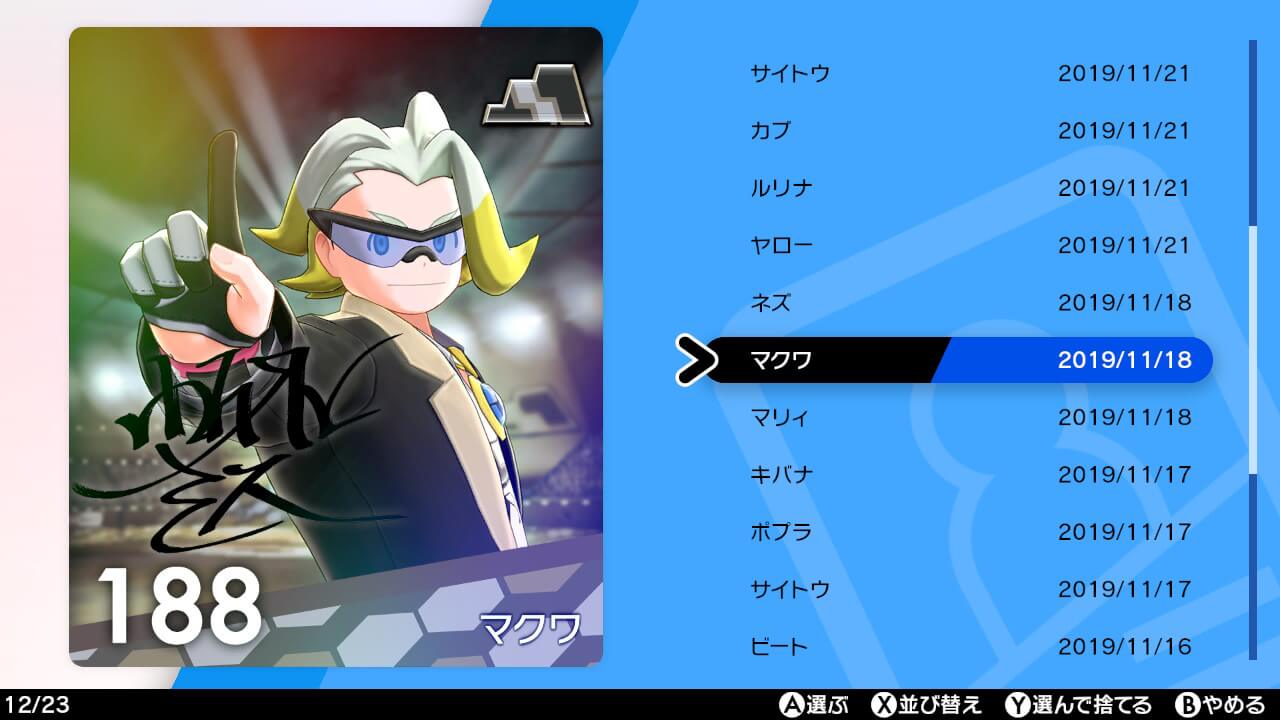 188
マクワ
サイトウ 2019/11/21
カブ 2019/11/21
ルリナ 2019/11/21
ヤロー 2019/11/21
ネズ 2019/11/18
マクワ 2019/11/18
マリィ 2019/11/18
キバナ 2019/11/17
ポプラ 2019/11/17
サイトウ 2019/11/17
ビート 2019/11/16
12/23 A選ぶ X並び替え Y選んで捨てる Bやめる